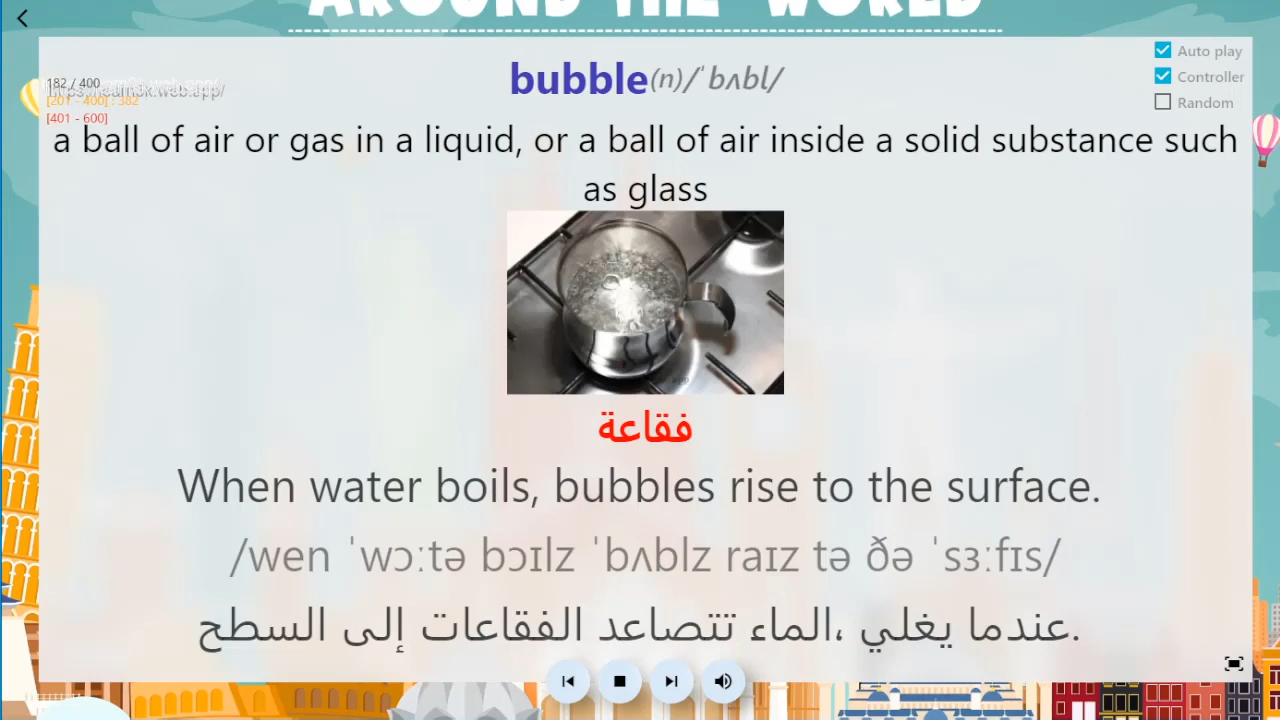 AROUND THE WORLD
Auto play
182 / 400
bubble(n)/ˈbʌbl/
Controller
[201 - 400] : 382
Random
[401 - 600]
a ball of air or gas in a liquid, or a ball of air inside a solid substance such
as glass
فقاعة
When water boils, bubbles rise to the surface.
/wen ˈwɔːtə bɔɪlz ˈbʌblz raɪz tə ðə ˈsɜːfɪs/
عندما يغلي ،الماء تتصاعد الفقاعات إلى السطح.